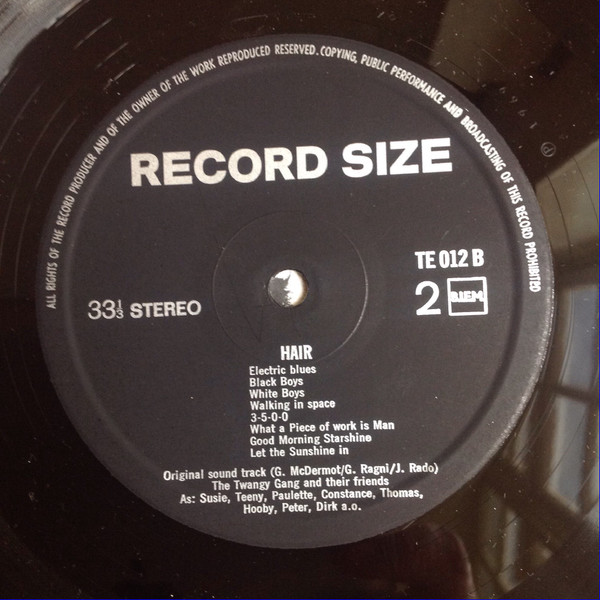 ALL RIGHTS OF THE RECORD PRODUCER AND OF THE OWNER OF THE WORK REPRODUCED RESERVED. COPYING, PUBLIC PERFORMANCE AND BROADCASTING OF THIS RECORD PROHIBITED
RECORD SIZE
TE 012 B
33⅓ STEREO
2 B.I.E.M.
HAIR
Electric blues
Black Boys
White Boys
Walking in space
3-5-0-0
What a Piece of work is Man
Good Morning Starshine
Let the Sunshine in
Original sound track (G. McDermot/G. Ragni/J. Rado)
The Twangy Gang and their friends
As: Susie, Teeny, Paulette, Constance, Thomas,
Hooby, Peter, Dirk a.o.